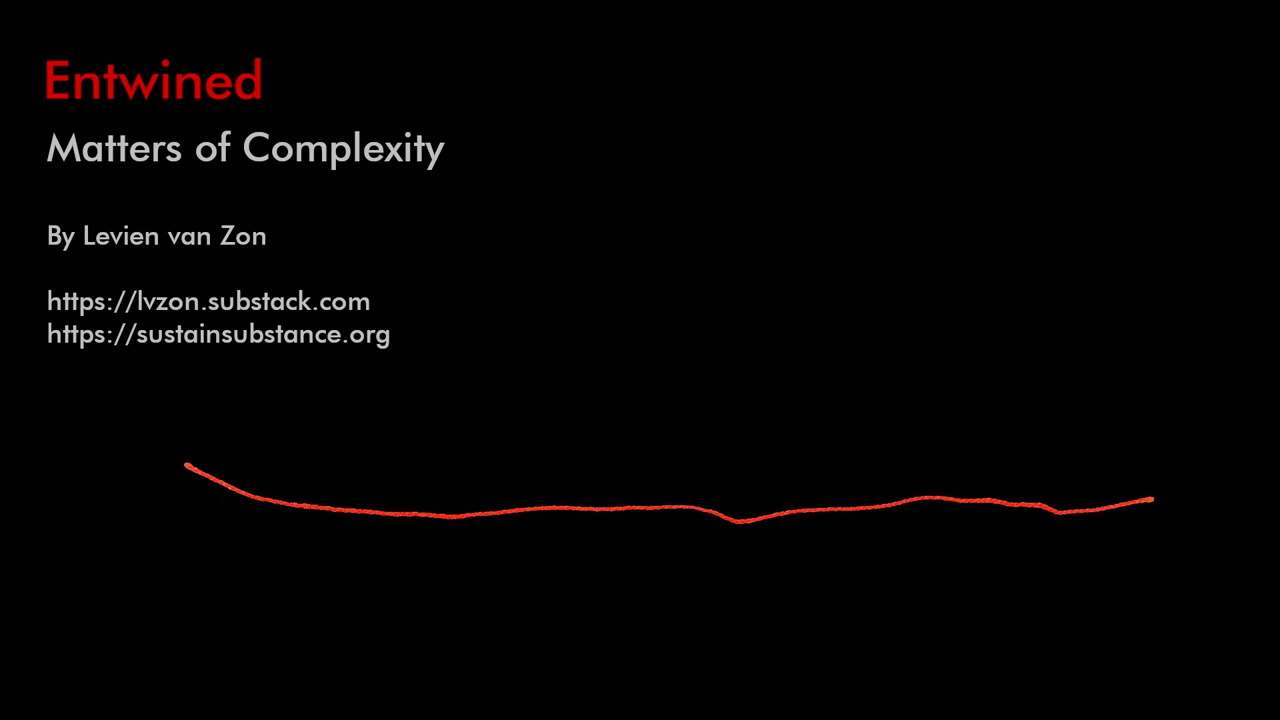 Entwined
Matters of Complexity
By Levien van Zon
https://lvzon.substack.com
https://sustainsubstance.org